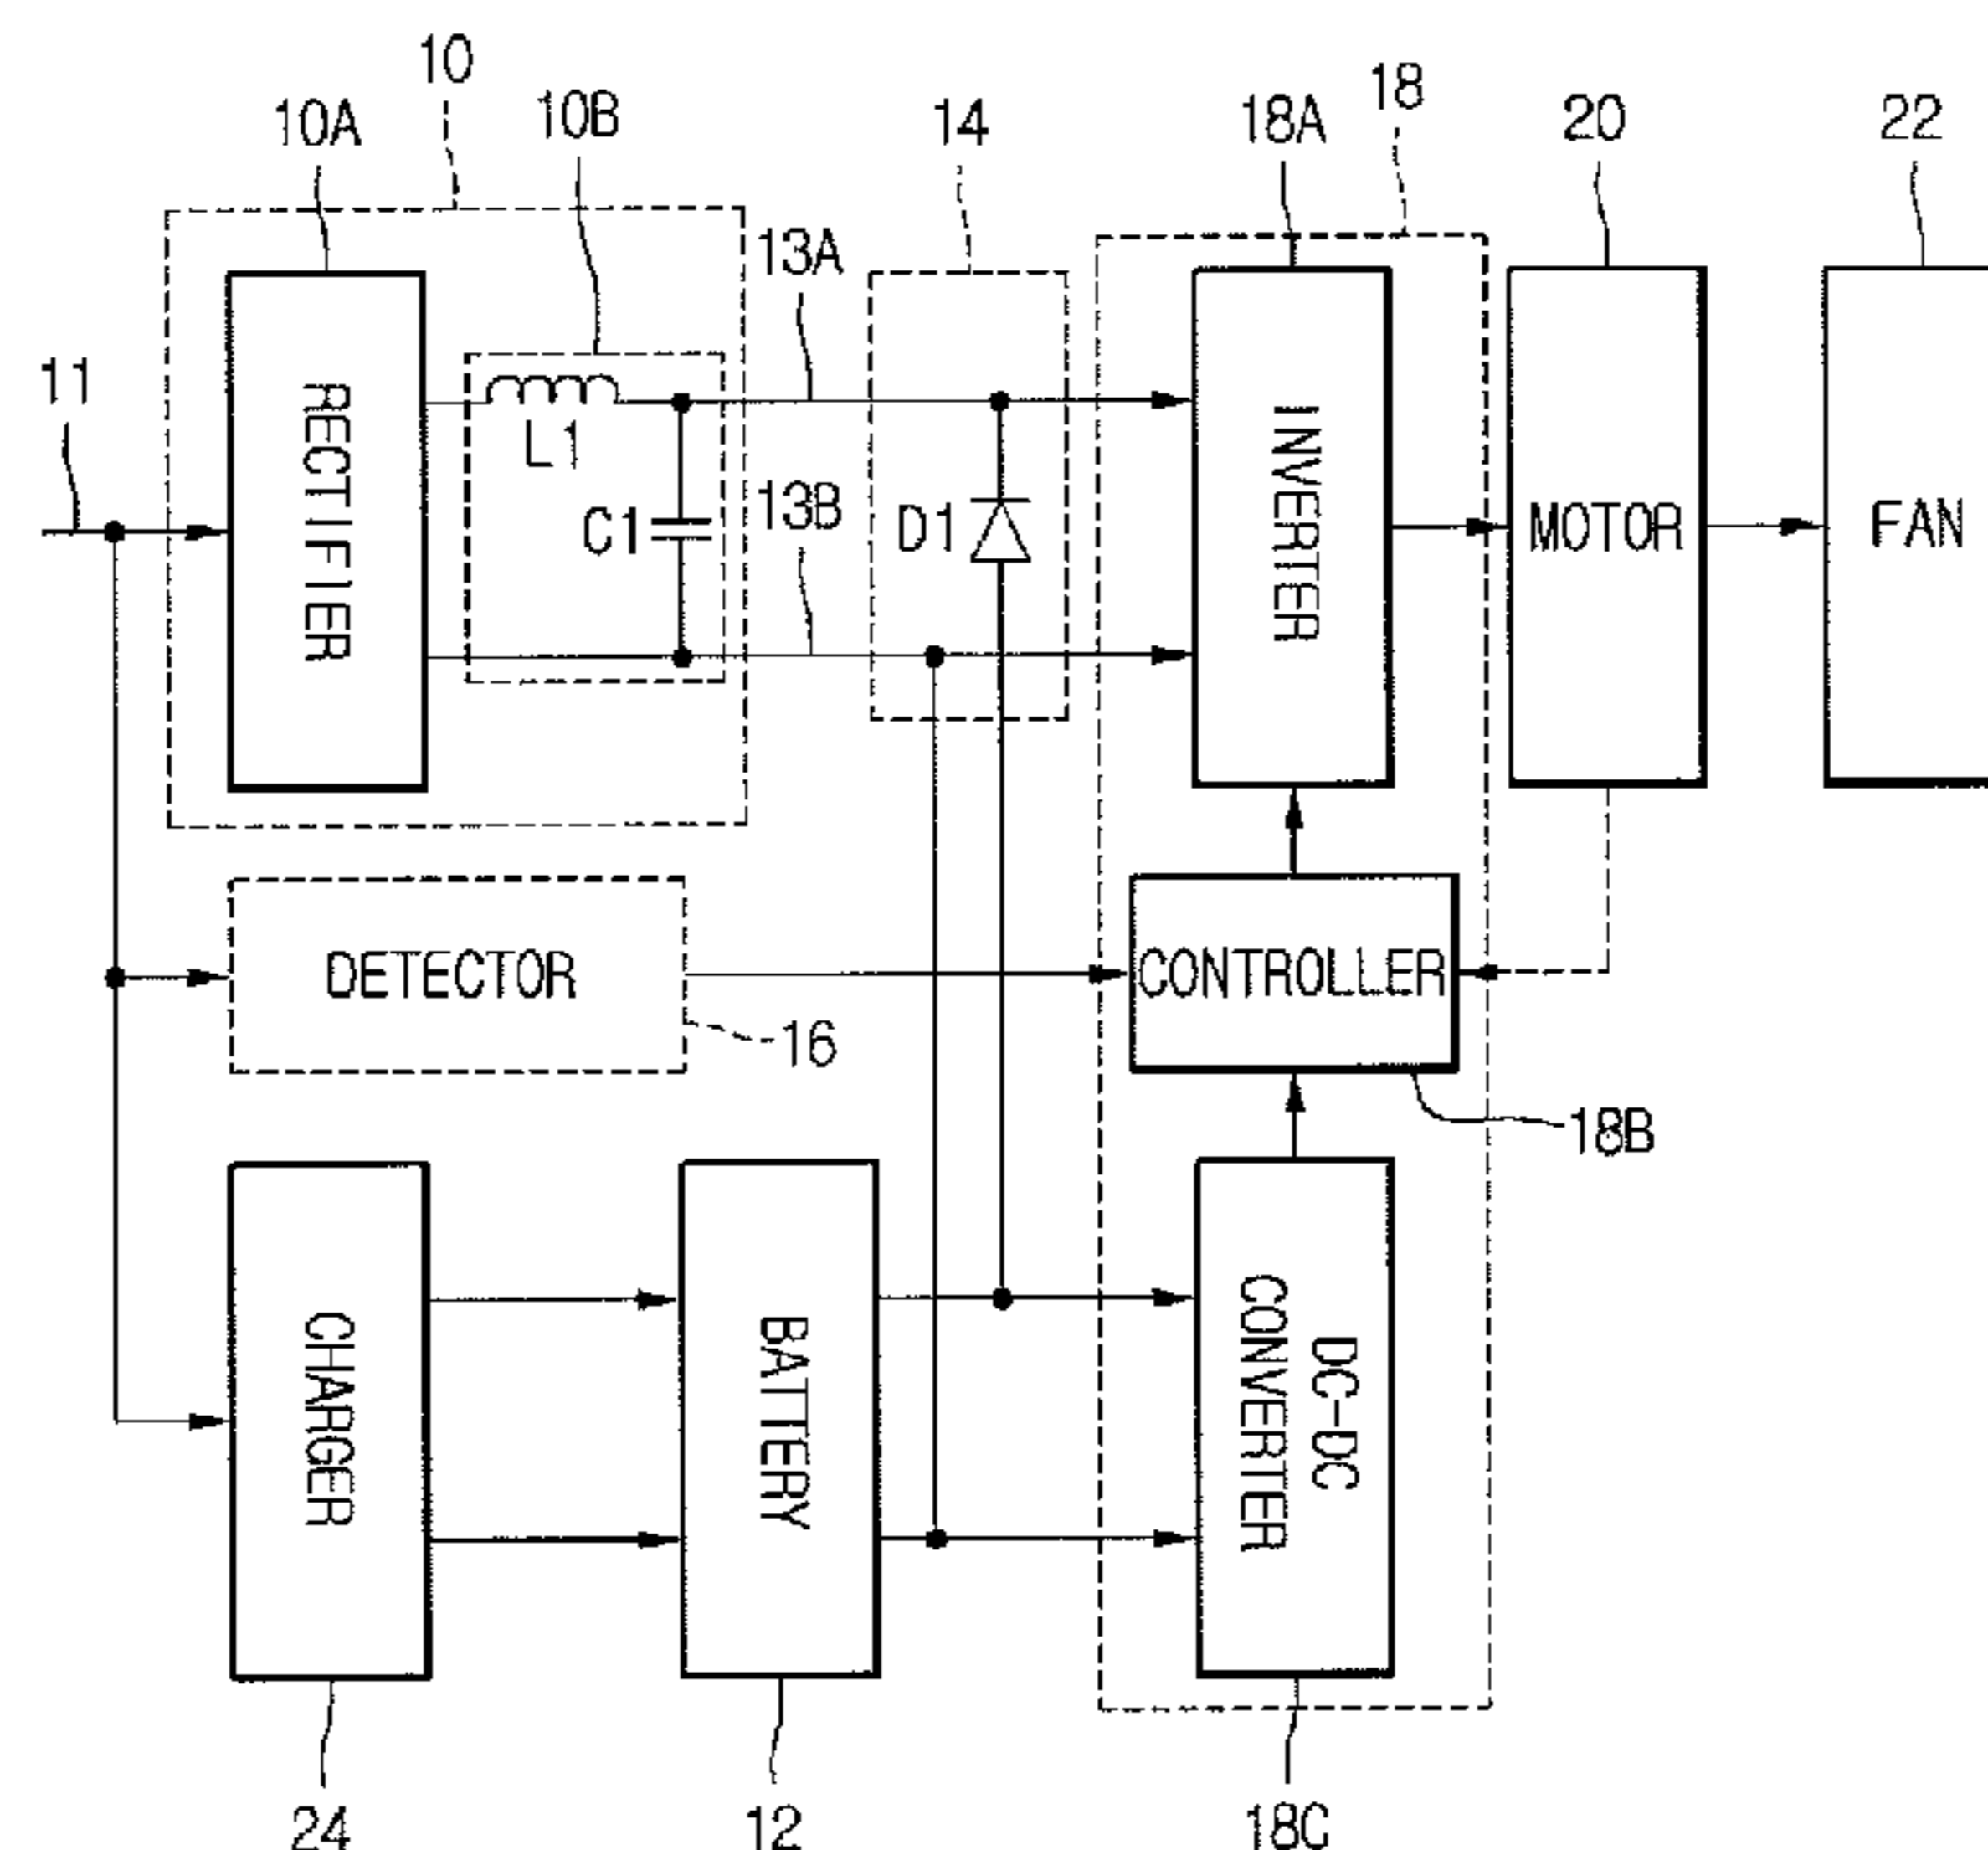 10
10A
10B
14
18A
18
20
22
13A
11
RECTIFIER
L1
C1
13B
D1
INVERTER
MOTOR
FAN
DETECTOR
16
CONTROLLER
18B
CHARGER
BATTERY
DC-DC
CONVERTER
24
12
18C